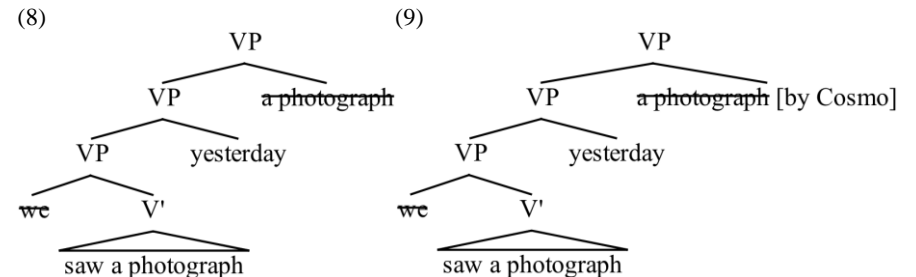 (8) (9)
VP VP
VP a photograph VP a photograph [by Cosmo]
VP yesterday VP yesterday
we V' we V'
saw a photograph saw a photograph